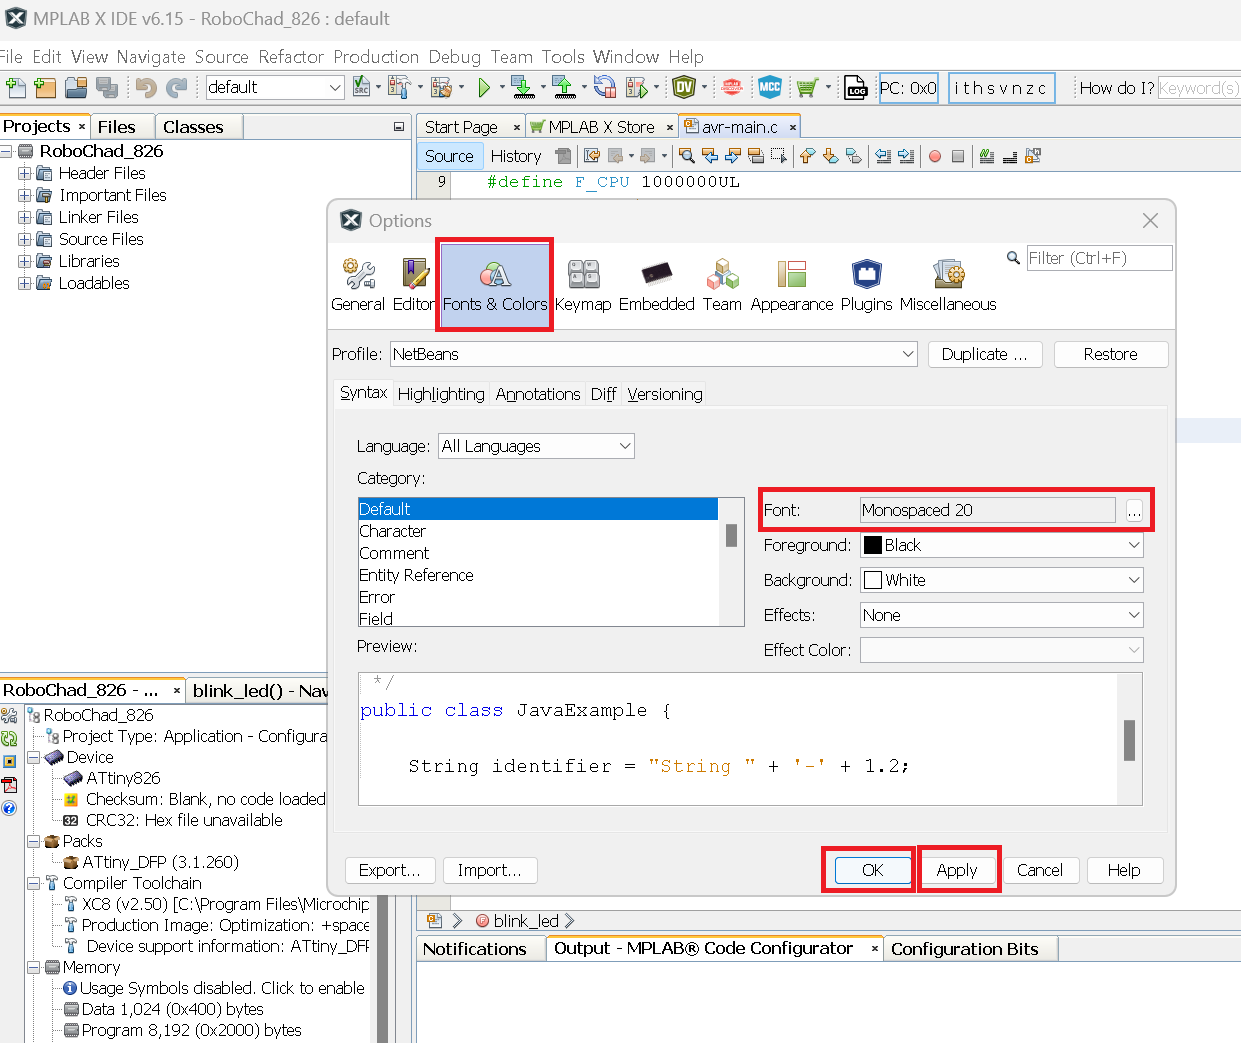 MPLAB X IDE v6.15 - RoboChad_826 : default
File Edit View Navigate Source Refactor Production Debug Team Tools Window Help
default SRC DV MCC LOG PC: 0x0 i t h s v n z c How do I? Keyword(s)
Projects × Files Classes
Start Page × MPLAB X Store × avr-main.c ×
Source History
RoboChad_826
Header Files
Important Files
Linker Files
Source Files
Libraries
Loadables
9 #define F_CPU 1000000UL
Options
Filter (Ctrl+F)
General Editor Fonts & Colors Keymap Embedded Team Appearance Plugins Miscellaneous
Profile: NetBeans Duplicate ... Restore
Syntax Highlighting Annotations Diff Versioning
Language: All Languages
Category:
Default
Character
Comment
Entity Reference
Error
Field
Font: Monospaced 20 ...
Foreground: Black
Background: White
Effects: None
Effect Color:
Preview:
*/
public class JavaExample {
String identifier = "String " + '-' + 1.2;
Export... Import... OK Apply Cancel Help
RoboChad_826 - ... × blink_led() - Nav
RoboChad_826
Project Type: Application - Configura
Device
ATtiny826
Checksum: Blank, no code loaded
CRC32: Hex file unavailable
Packs
ATtiny_DFP (3.1.260)
Compiler Toolchain
XC8 (v2.50) [C:\Program Files\Microchip
Production Image: Optimization: +space
Device support information: ATtiny_DFP
Memory
Usage Symbols disabled. Click to enable
Data 1,024 (0x400) bytes
Program 8,192 (0x2000) bytes
blink_led
Notifications Output - MPLAB® Code Configurator × Configuration Bits